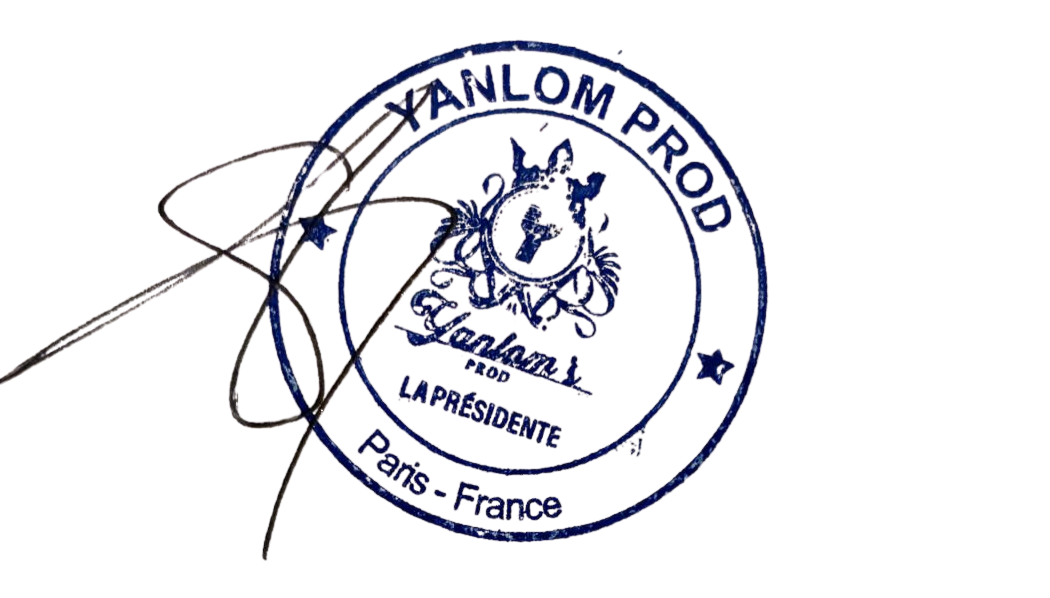 YANLOM PROD
Yanlom's
PROD
LA PRÉSIDENTE
Paris - France